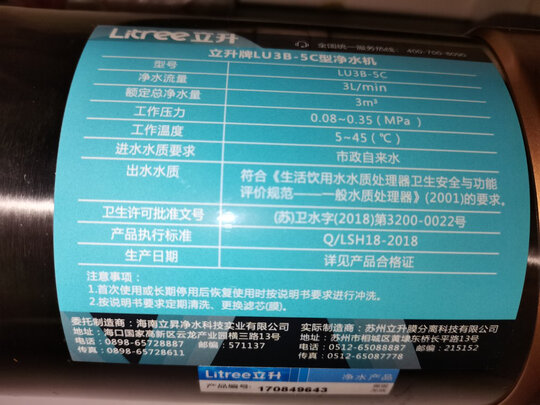 Litree立升
全国统一服务热线: 400-700-6090
立升牌LU3B-5C型净水机
型号 LU3B-5C
净水流量 3L/min
额定总净水量 3m³
工作压力 0.08~0.35(MPa)
工作温度 5~45(℃)
进水水质要求 市政自来水
出水水质 符合《生活饮用水水质处理器卫生安全与功能
评价规范———一般水质处理器》(2001)的要求。
卫生许可批准文号 (苏)卫水字(2018)第3200-0022号
产品执行标准 Q/LSH18-2018
生产日期 详见产品合格证
注意事项:
1.首次使用或长期停用后恢复使用时按说明书要求进行冲洗。
2.按说明书要求定期清洗、更换滤芯(膜)。
委托制造商:海南立昇净水科技实业有限公司
地址:海口国家高新区云龙产业园横三路13号
电话:0898-65728887 邮编:571137
传真:0898-65728611
实际制造商:苏州立升膜分离科技有限公司
地址:苏州市相城区黄埭东桥长平路13号
电话:0512-65088887 邮编:215152
传真:0512-65087778
Litree立升 净水产品
产品编号: 170849643